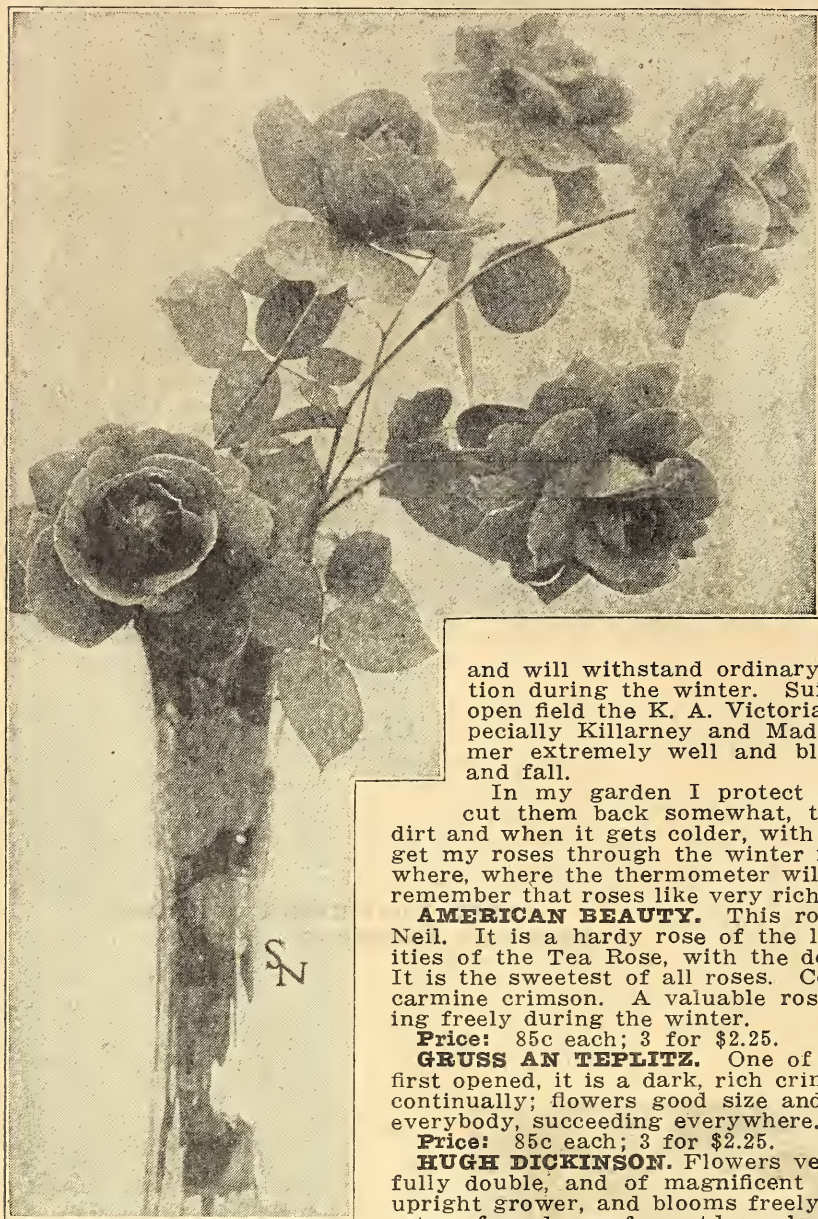 SN
and will withstand ordinary
tion during the winter. Sui
open field the K. A. Victoria
pecially Killarney and Mad
mer extremely well and bl
and fall.
In my garden I protect
cut them back somewhat, t
dirt and when it gets colder, with
get my roses through the winter
where, where the thermometer wil
remember that roses like very rich
AMERICAN BEAUTY. This ro
Neil. It is a hardy rose of the l
ities of the Tea Rose, with the de
It is the sweetest of all roses. C
carmine crimson. A valuable ros
ing freely during the winter.
Price: 85c each; 3 for $2.25.
GRUSS AN TEPLITZ. One of
first opened, it is a dark, rich crin
continually; flowers good size and
everybody, succeeding everywhere.
Price: 85c each; 3 for $2.25.
HUGH DICKINSON. Flowers ve
fully double, and of magnificent
upright grower, and blooms freely